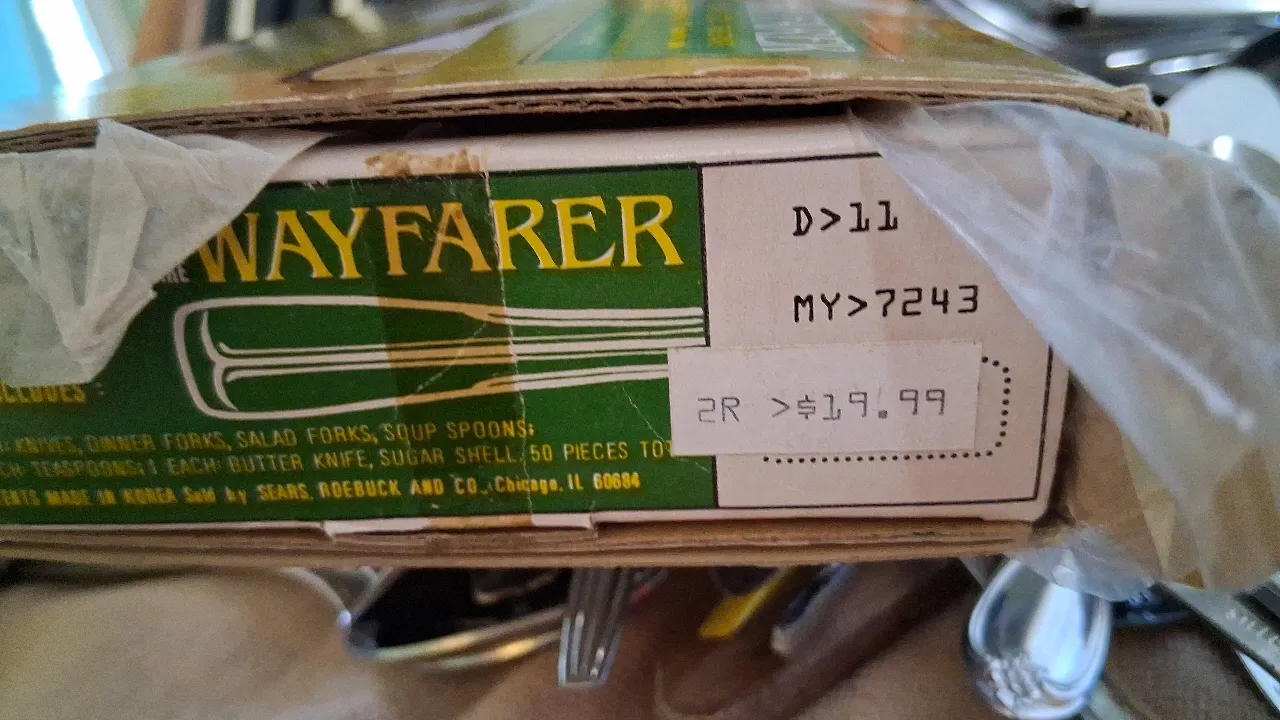 WAYFARER
D>11
MY>7243
2R >$19.99
KNIVES, DINNER FORKS, SALAD FORKS, SOUP SPOONS;
TEASPOONS; 1 EACH: BUTTER KNIFE, SUGAR SHELL. 50 PIECES
MADE IN KOREA Sold by SEARS, ROEBUCK AND CO., Chicago, IL 60684